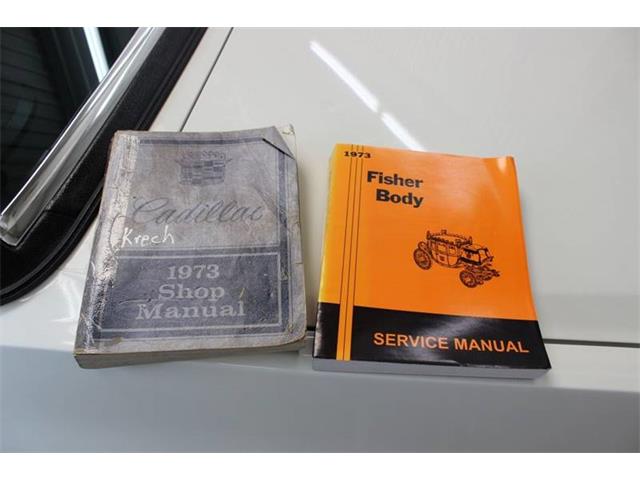 Cadillac
Krech
1973
Shop
Manual
1973
Fisher
Body
SERVICE MANUAL